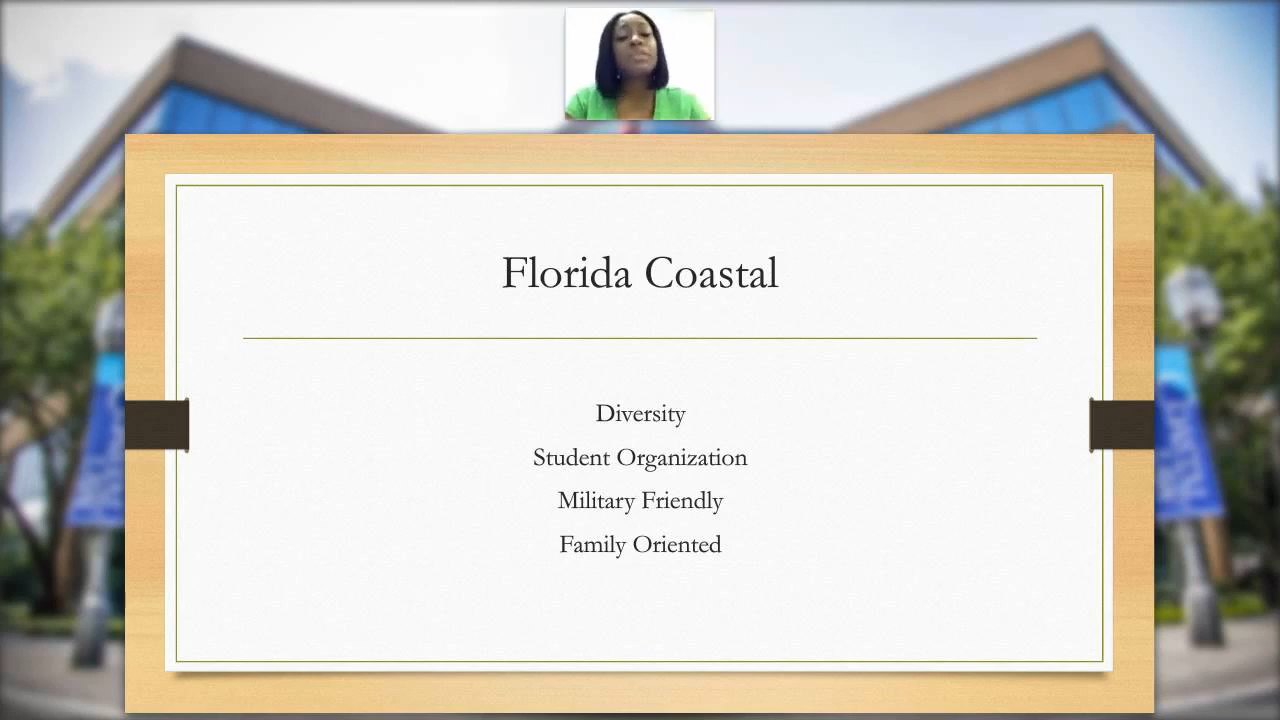 Florida Coastal
Diversity
Student Organization
Military Friendly
Family Oriented